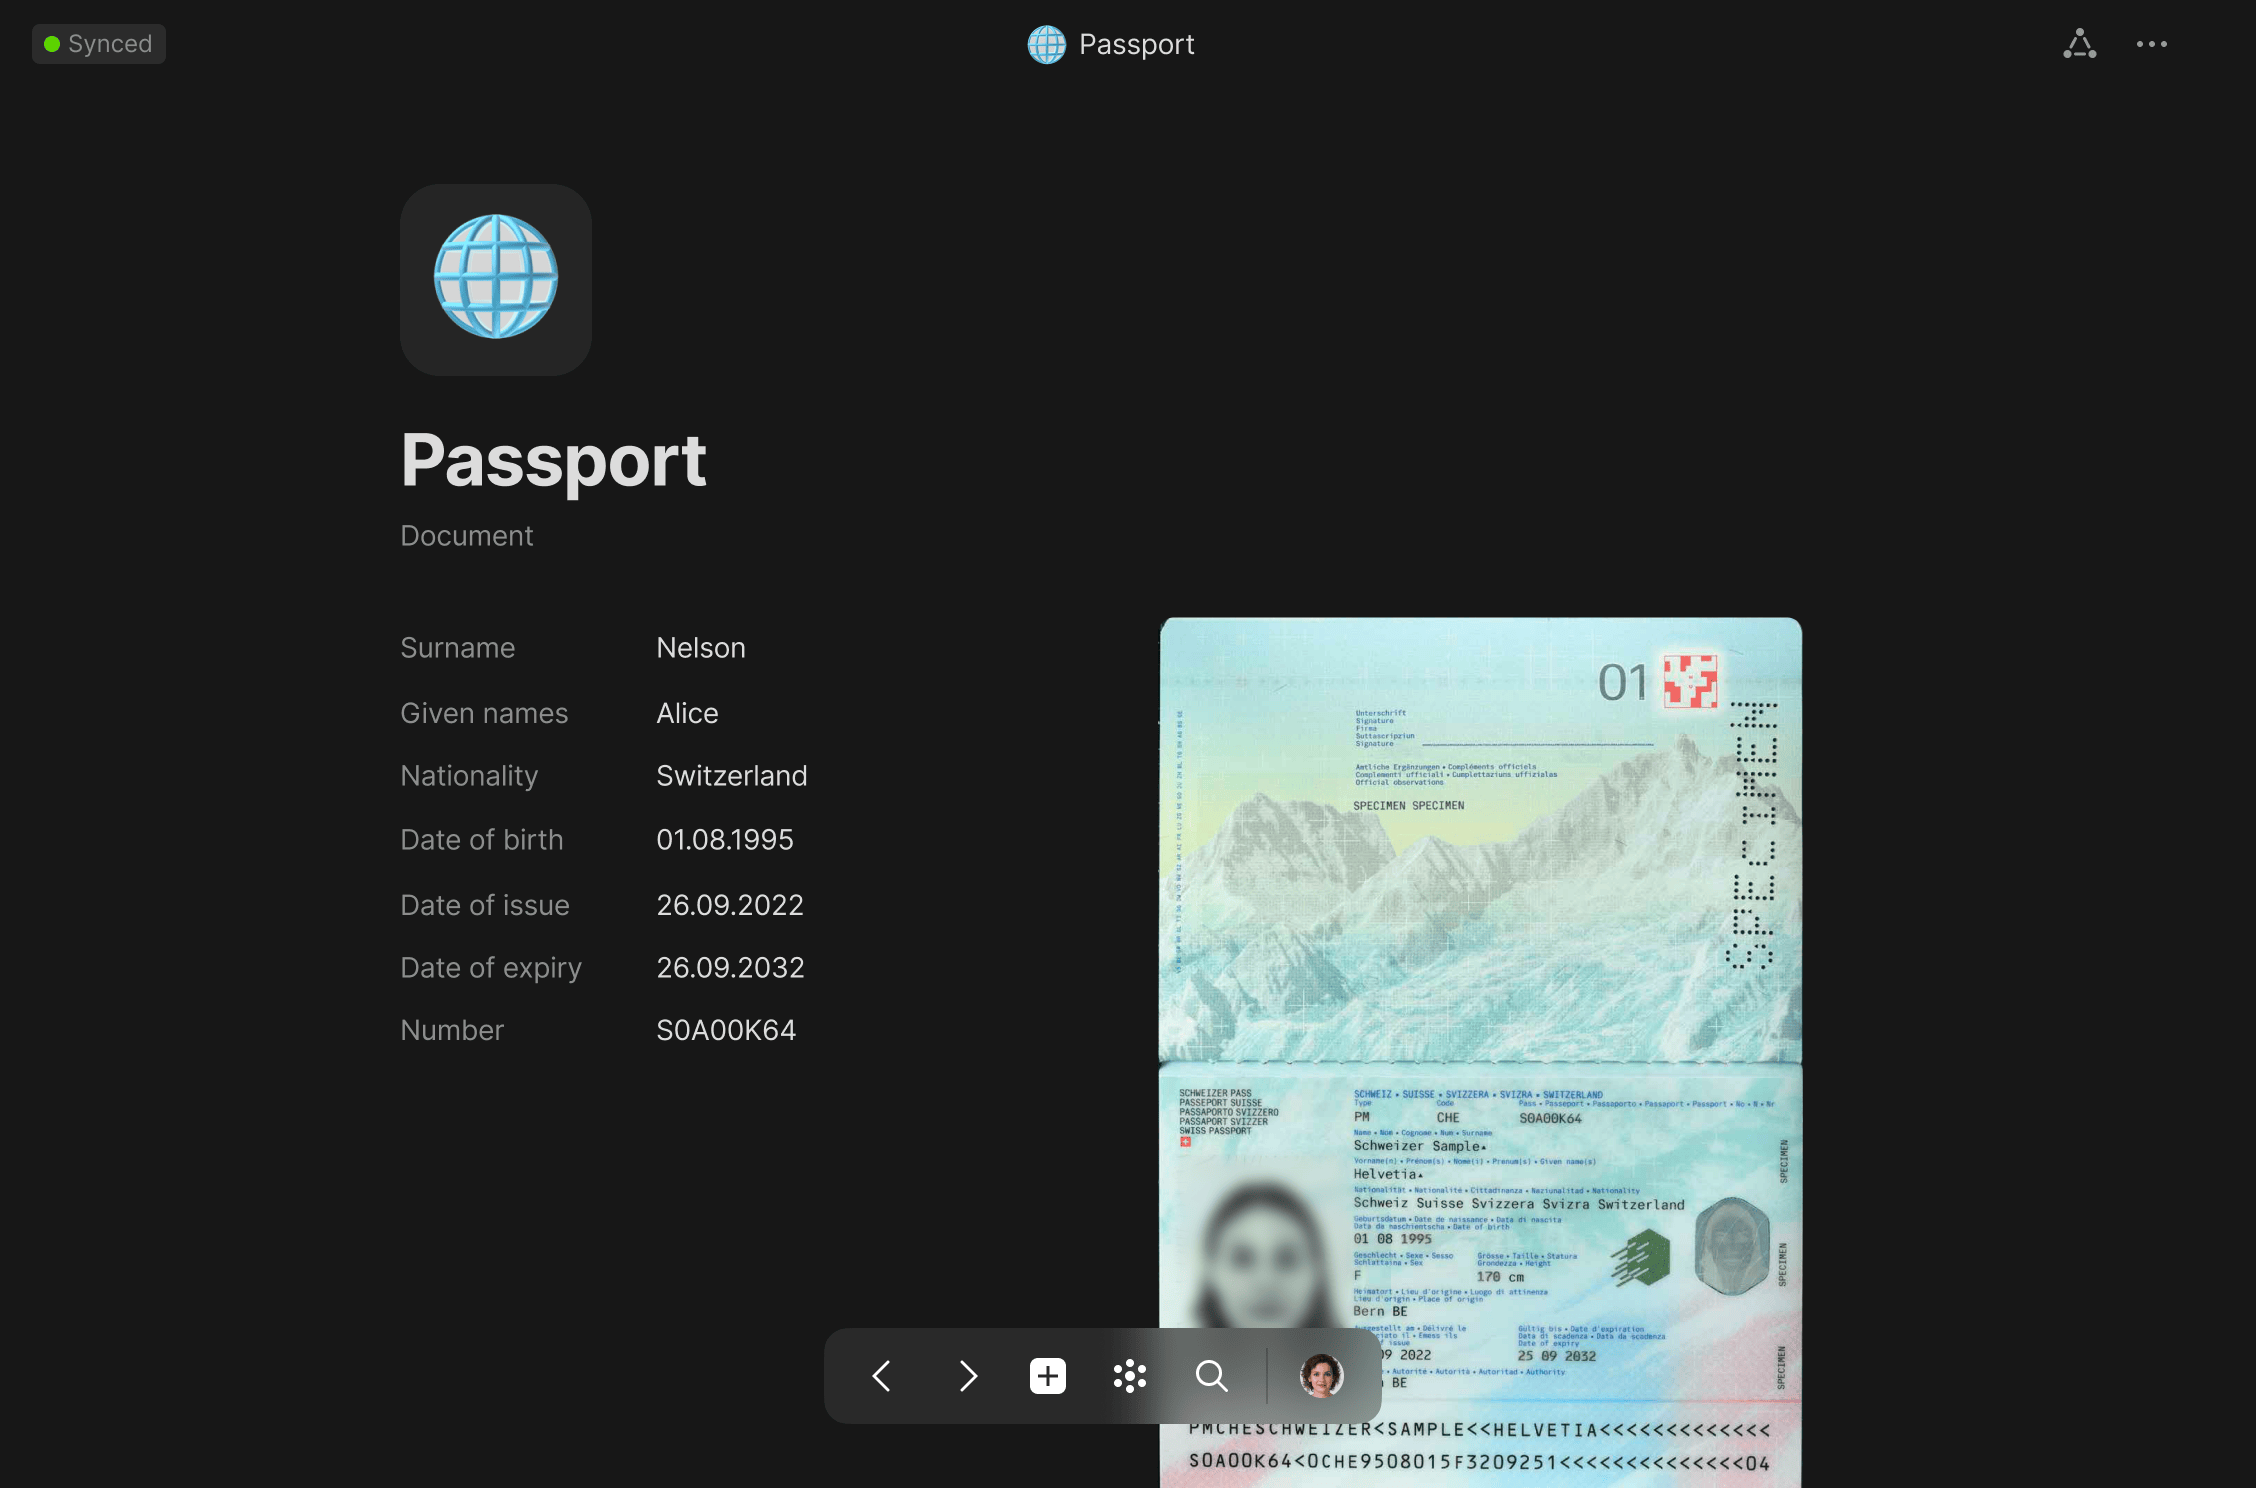 Synced
Passport
Passport
Document
Surname Nelson
Given names Alice
Nationality Switzerland
Date of birth 01.08.1995
Date of issue 26.09.2022
Date of expiry 26.09.2032
Number S0A00K64
01
Unterschrift
Signature
Firma
Suttascripziun
Signature
Amtliche Ergänzungen • Compléments officiels
Complementi ufficiali • Cumplettaziuns uffizialas
Official observations
SPECIMEN SPECIMEN
SPECIMEN
SCHWEIZER PASS
PASSEPORT SUISSE
PASSAPORTO SVIZZERO
PASSAPORT SVIZZER
SWISS PASSPORT
SCHWEIZ • SUISSE • SVIZZERA • SVIZRA • SWITZERLAND
Type Code Pass • Passeport • Passaporto • Passaport • Passport • No • N • Nr
PM CHE S0A00K64
Name • Nom • Cognome • Num • Surname
Schweizer Sample
Vorname(n) • Prénom(s) • Nome(i) • Prenum(s) • Given name(s)
Helvetia
Nationalität • Nationalité • Cittadinanza • Naziunalitad • Nationality
Schweiz Suisse Svizzera Svizra Switzerland
Geburtsdatum • Date de naissance • Data di nascita
Data da naschientscha • Date of birth
01 08 1995
Geschlecht • Sexe • Sesso Grösse • Taille • Statura
Schlattaina • Sex Grondezza • Height
F 170 cm
Heimatort • Lieu d'origine • Luogo di attinenza
Lieu d'origin • Place of origin
Bern BE
Délivré le Gültig bis • Date d'expiration
Emess ils Data di scadenza • Data da scadenza
issue Date of expiry
09 2022 25 09 2032
Autorité • Autorità • Autoritad • Authority
BE
SPECIMEN
SPECIMEN
SPECIMEN
PMCHESCHWEIZER<SAMPLE<<HELVETIA<<<<<<<<<<<<<
S0A00K64<0CHE9508015F3209251<<<<<<<<<<<<<<04